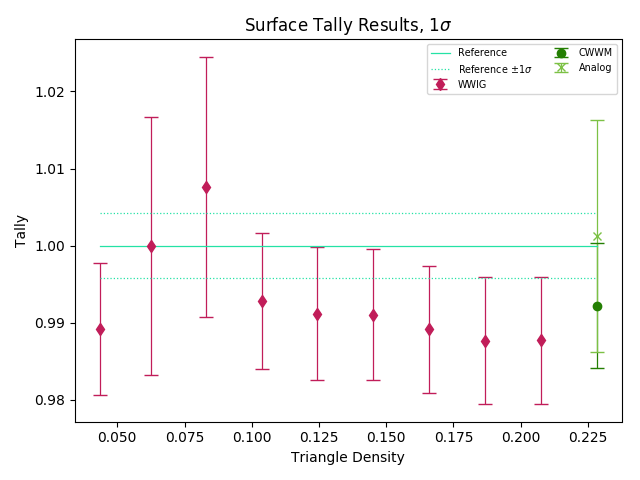 Surface Tally Results, 1σ
Reference
Reference ±1σ
WWIG
CWWM
Analog
1.02
1.01
1.00
0.99
0.98
Tally
0.050
0.075
0.100
0.125
0.150
0.175
0.200
0.225
Triangle Density